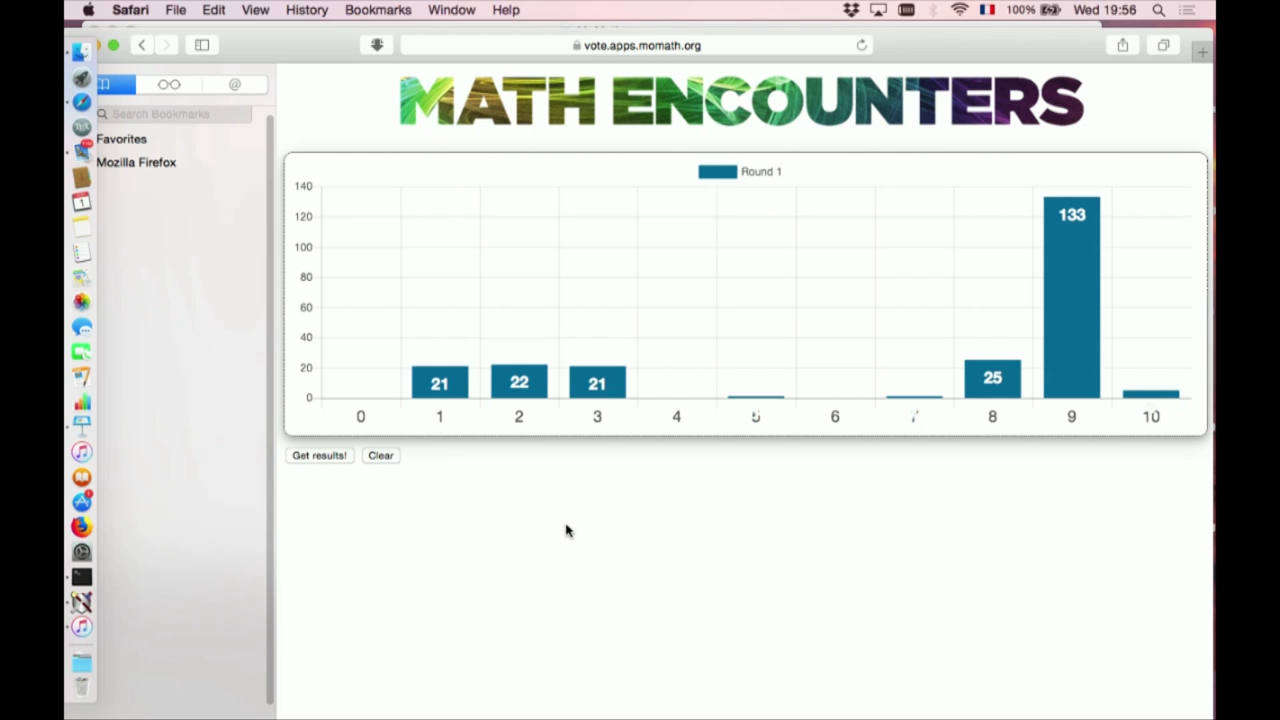 Safari File Edit View History Bookmarks Window Help 100% Wed 19:56
vote.apps.momath.org
@
MATH ENCOUNTERS
Search Bookmarks
Favorites
Mozilla Firefox
Round 1
140
120
100
80
60
40
20
0
133
21
22
21
25
0 1 2 3 4 5 6 7 8 9 10
Get results! Clear